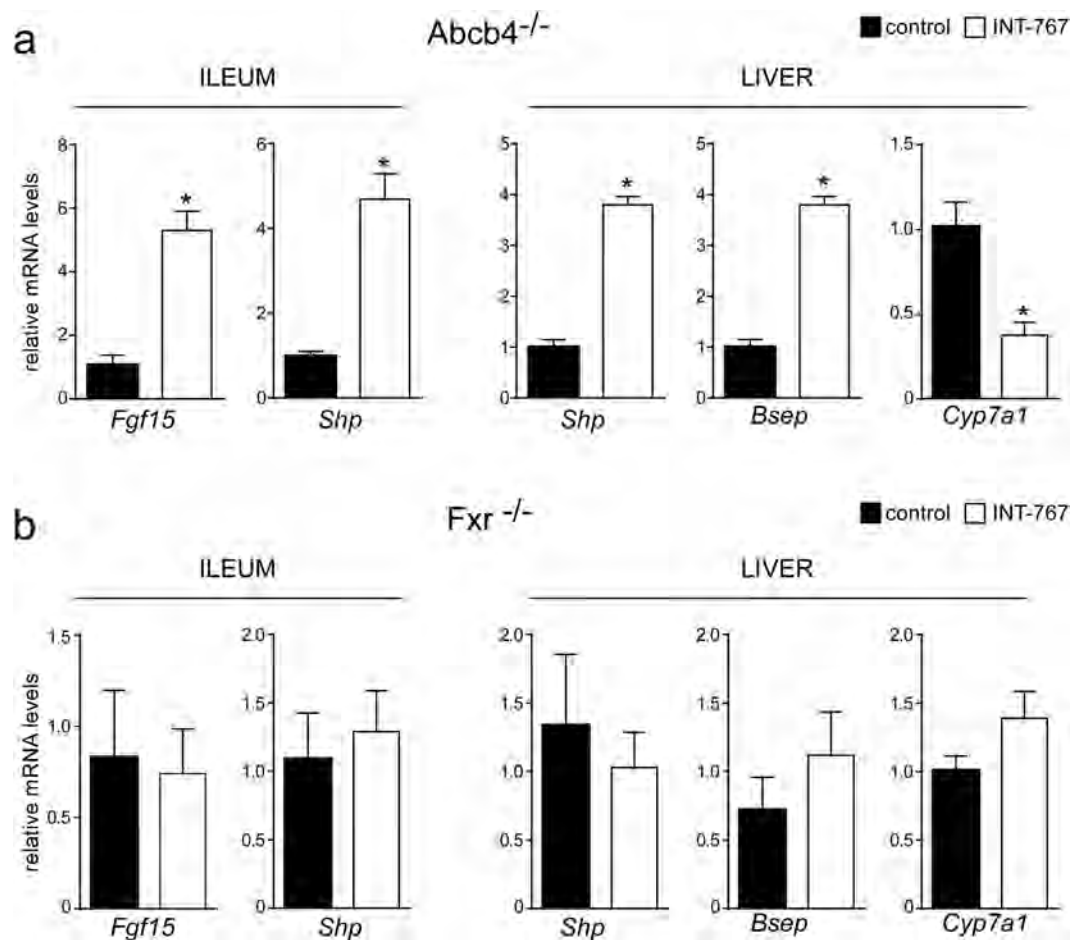 a
Abcb4-/-
control INT-767
ILEUM LIVER
relative mRNA levels
8
6
4
2
0
Fgf15
6
4
2
0
Shp
5
4
3
2
1
0
Shp
5
4
3
2
1
0
Bsep
1.5
1.0
0.5
0
Cyp7a1
* * * * *
b
Fxr -/-
control INT-767
ILEUM LIVER
relative mRNA levels
1.5
1.0
0.5
0
Fgf15
2.0
1.5
1.0
0.5
0
Shp
2.0
1.5
1.0
0.5
0
Shp
2.0
1.5
1.0
0.5
0
Bsep
2.0
1.5
1.0
0.5
0
Cyp7a1